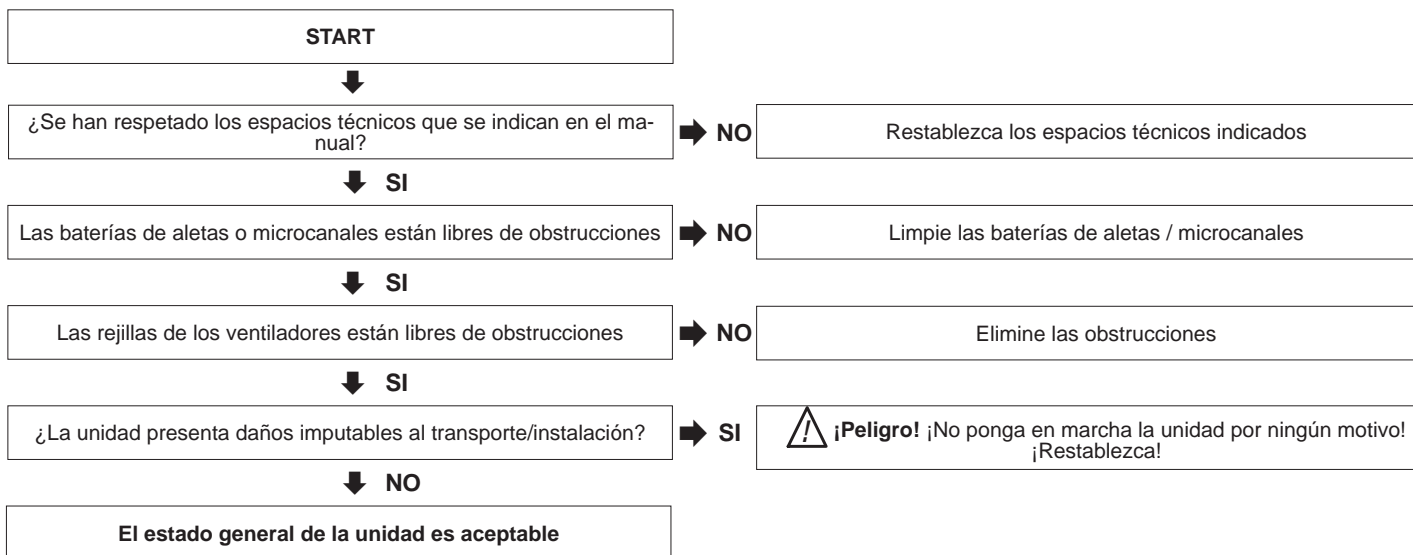 START
¿Se han respetado los espacios técnicos que se indican en el ma-
nual?
NO
Restablezca los espacios técnicos indicados
SI
Las baterías de aletas o microcanales están libres de obstrucciones
NO
Limpie las baterías de aletas / microcanales
SI
Las rejillas de los ventiladores están libres de obstrucciones
NO
Elimine las obstrucciones
SI
¿La unidad presenta daños imputables al transporte/instalación?
SI
¡Peligro! ¡No ponga en marcha la unidad por ningún motivo!
¡Restablezca!
NO
El estado general de la unidad es aceptable